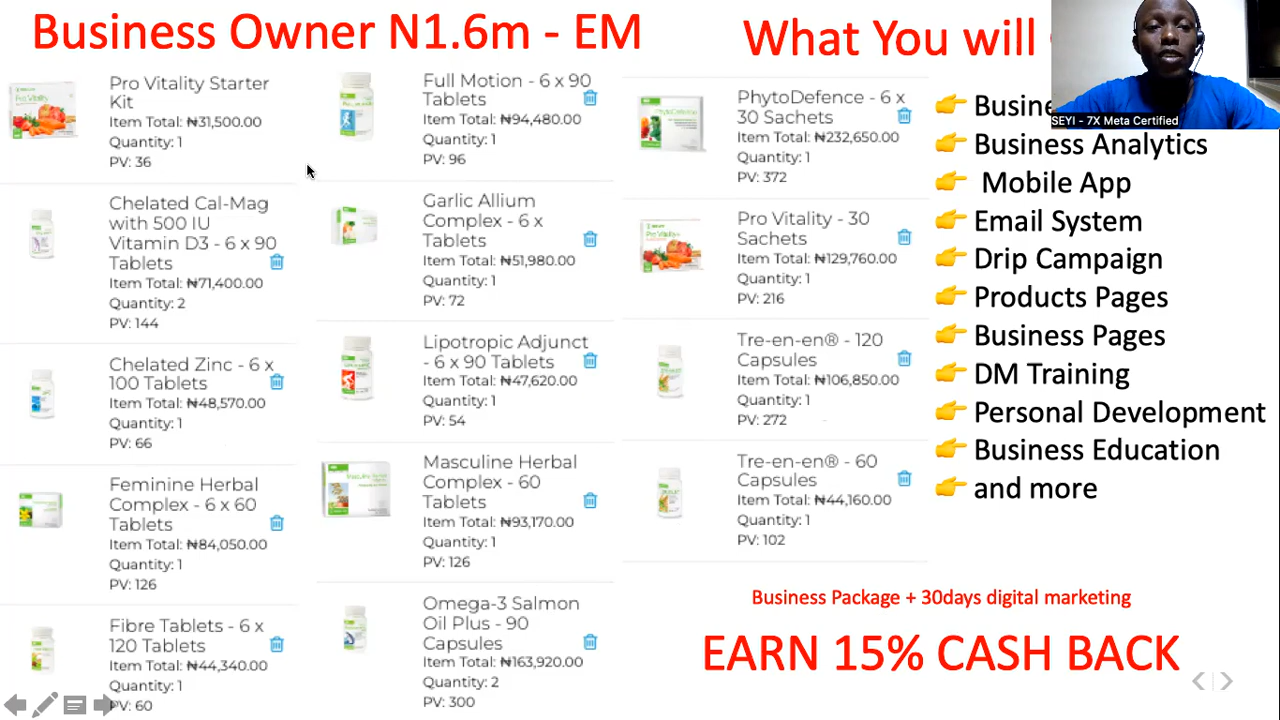 Business Owner N1.6m - EM
Pro Vitality Starter
Kit
Item Total: ₦31,500.00
Quantity: 1
PV: 36
Chelated Cal-Mag
with 500 IU
Vitamin D3 - 6 x 90
Tablets
Item Total: ₦71,400.00
Quantity: 2
PV: 144
Chelated Zinc - 6 x
100 Tablets
Item Total: ₦48,570.00
Quantity: 1
PV: 66
Feminine Herbal
Complex - 6 x 60
Tablets
Item Total: ₦84,050.00
Quantity: 1
PV: 126
Fibre Tablets - 6 x
120 Tablets
Item Total: ₦44,340.00
Quantity: 1
PV: 60
Full Motion - 6 x 90
Tablets
Item Total: ₦94,480.00
Quantity: 1
PV: 96
Garlic Allium
Complex - 6 x
Tablets
Item Total: ₦51,980.00
Quantity: 1
PV: 72
Lipotropic Adjunct
- 6 x 90 Tablets
Item Total: ₦47,620.00
Quantity: 1
PV: 54
Masculine Herbal
Complex - 60
Tablets
Item Total: ₦93,170.00
Quantity: 1
PV: 126
Omega-3 Salmon
Oil Plus - 90
Capsules
Item Total: ₦163,920.00
Quantity: 2
PV: 300
PhytoDefence - 6 x
30 Sachets
Item Total: ₦232,650.00
Quantity: 1
PV: 372
Pro Vitality - 30
Sachets
Item Total: ₦129,760.00
Quantity: 1
PV: 216
Tre-en-en® - 120
Capsules
Item Total: ₦106,850.00
Quantity: 1
PV: 272
Tre-en-en® - 60
Capsules
Item Total: ₦44,160.00
Quantity: 1
PV: 102
What You will
SEYI - 7X Meta Certified
👉 Busine
👉 Business Analytics
👉 Mobile App
👉 Email System
👉 Drip Campaign
👉 Products Pages
👉 Business Pages
👉 DM Training
👉 Personal Development
👉 Business Education
👉 and more
Business Package + 30days digital marketing
EARN 15% CASH BACK